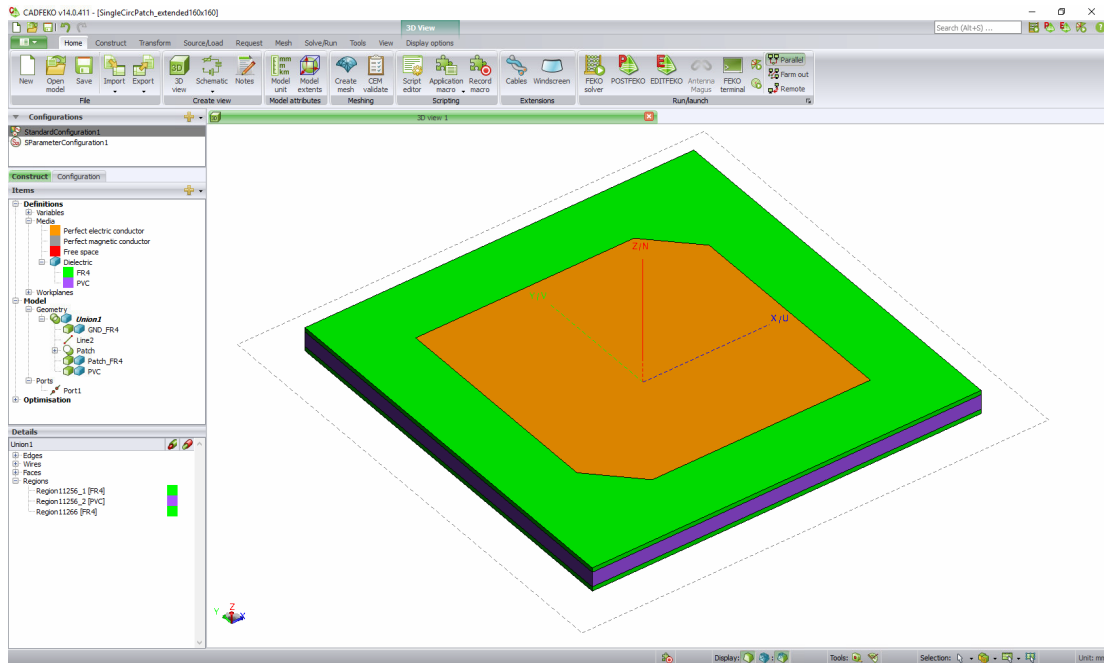 CADFEKO v14.0.411 - [SingleCircPatch_extended160x160]
3D View
Search (Alt+S) ...
Home Construct Transform Source/Load Request Mesh Solve/Run Tools View Display options
New
Open model
Save
Import
Export
File
3D view
Schematic
Notes
Create view
Model unit
Model extents
Model attributes
Create mesh
CEM validate
Meshing
Script editor
Application macro
Record macro
Scripting
Cables
Windscreen
Extensions
FEKO solver
POSTFEKO
EDITFEKO
Antenna Magus
FEKO terminal
Parallel
Farm out
Remote
Run/launch
Configurations
3D view 1
StandardConfiguration1
SParameterConfiguration1
Construct Configuration
Items
Definitions
Variables
Media
Perfect electric conductor
Perfect magnetic conductor
Free space
Dielectric
FR4
PVC
Workplanes
Model
Geometry
Union1
GND_FR4
Line2
Patch
Patch_FR4
PVC
Ports
Port1
Optimisation
Z/N
X/U
Details
Union1
Edges
Wires
Faces
Regions
Region11256_1 [FR4]
Region11256_2 [PVC]
Region11266 [FR4]
Y Z X
Display: Tools: Selection: Unit: